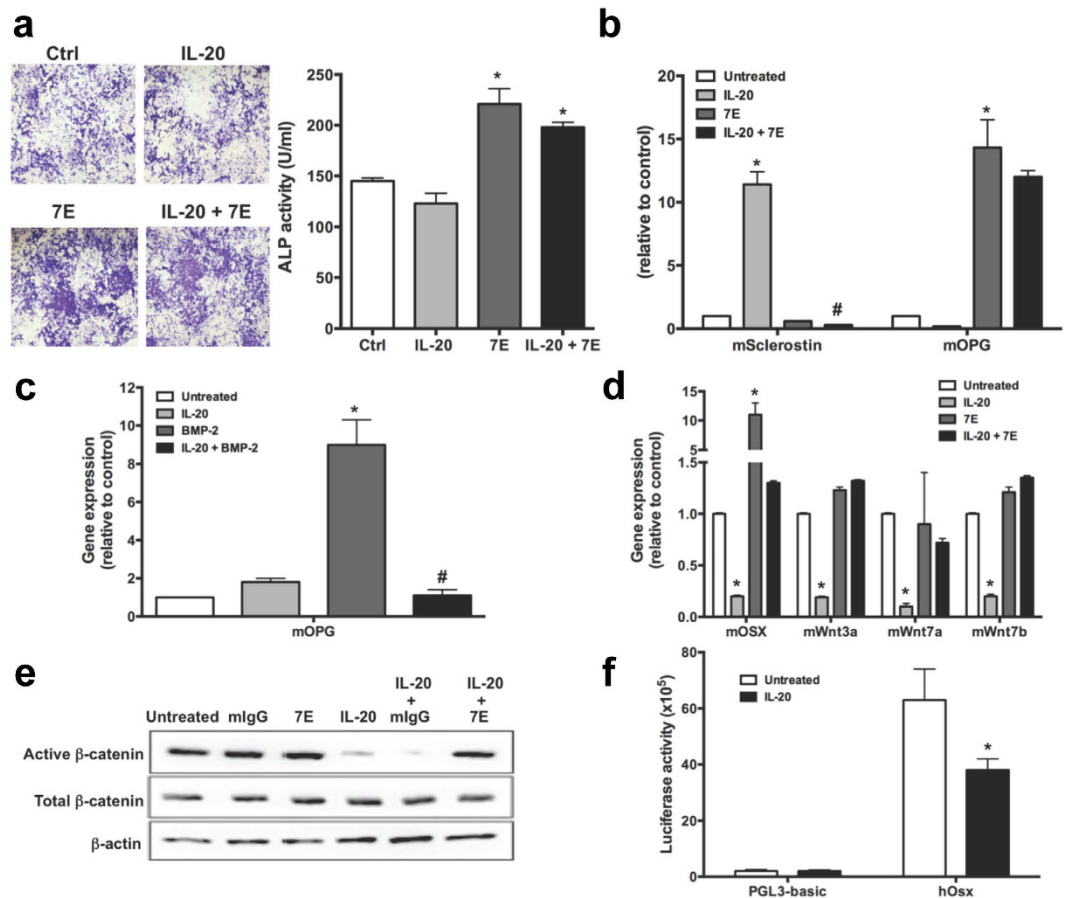 a
Ctrl
IL-20
7E
IL-20 + 7E
ALP activity (U/ml)
250
200
150
100
50
0
Ctrl
IL-20
7E
IL-20 + 7E
*
*
b
Untreated
IL-20
7E
IL-20 + 7E
(relative to control)
20
15
10
5
0
*
#
*
mSclerostin
mOPG
c
Untreated
IL-20
BMP-2
IL-20 + BMP-2
Gene expression
(relative to control)
12
10
8
6
4
2
0
*
#
mOPG
d
Untreated
IL-20
7E
IL-20 + 7E
Gene expression
(relative to control)
15
10
5
1.5
1.0
0.5
0.0
*
*
*
*
*
mOSX
mWnt3a
mWnt7a
mWnt7b
e
Untreated
mIgG
7E
IL-20
IL-20
+
mIgG
IL-20
+
7E
Active β-catenin
Total β-catenin
β-actin
f
Untreated
IL-20
Luciferase activity (x10⁵)
80
60
40
20
0
*
PGL3-basic
hOsx